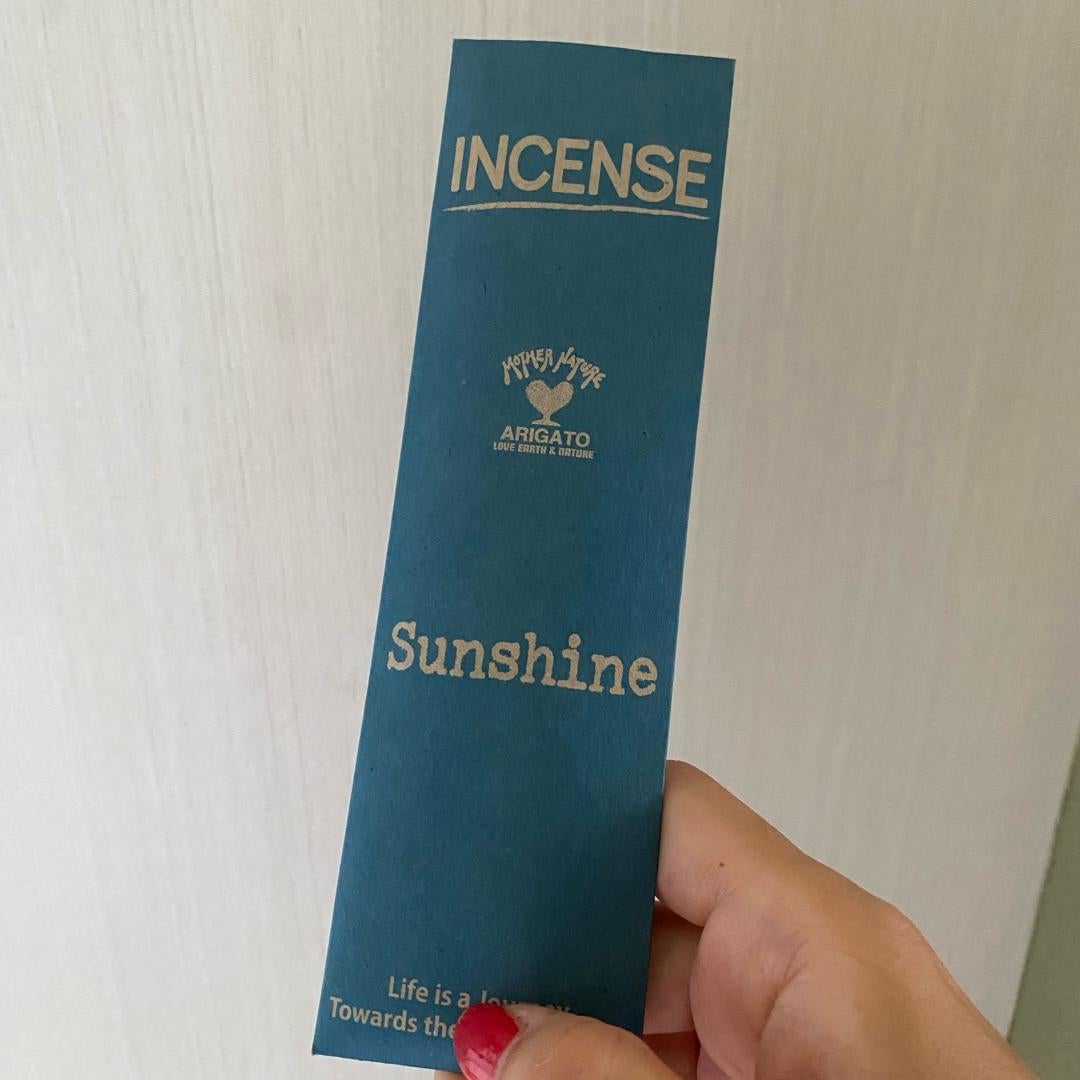 INCENSE
MOTHER NATURE
ARIGATO
LOVE EARTH & NATURE
Sunshine
Life is a
Towards the